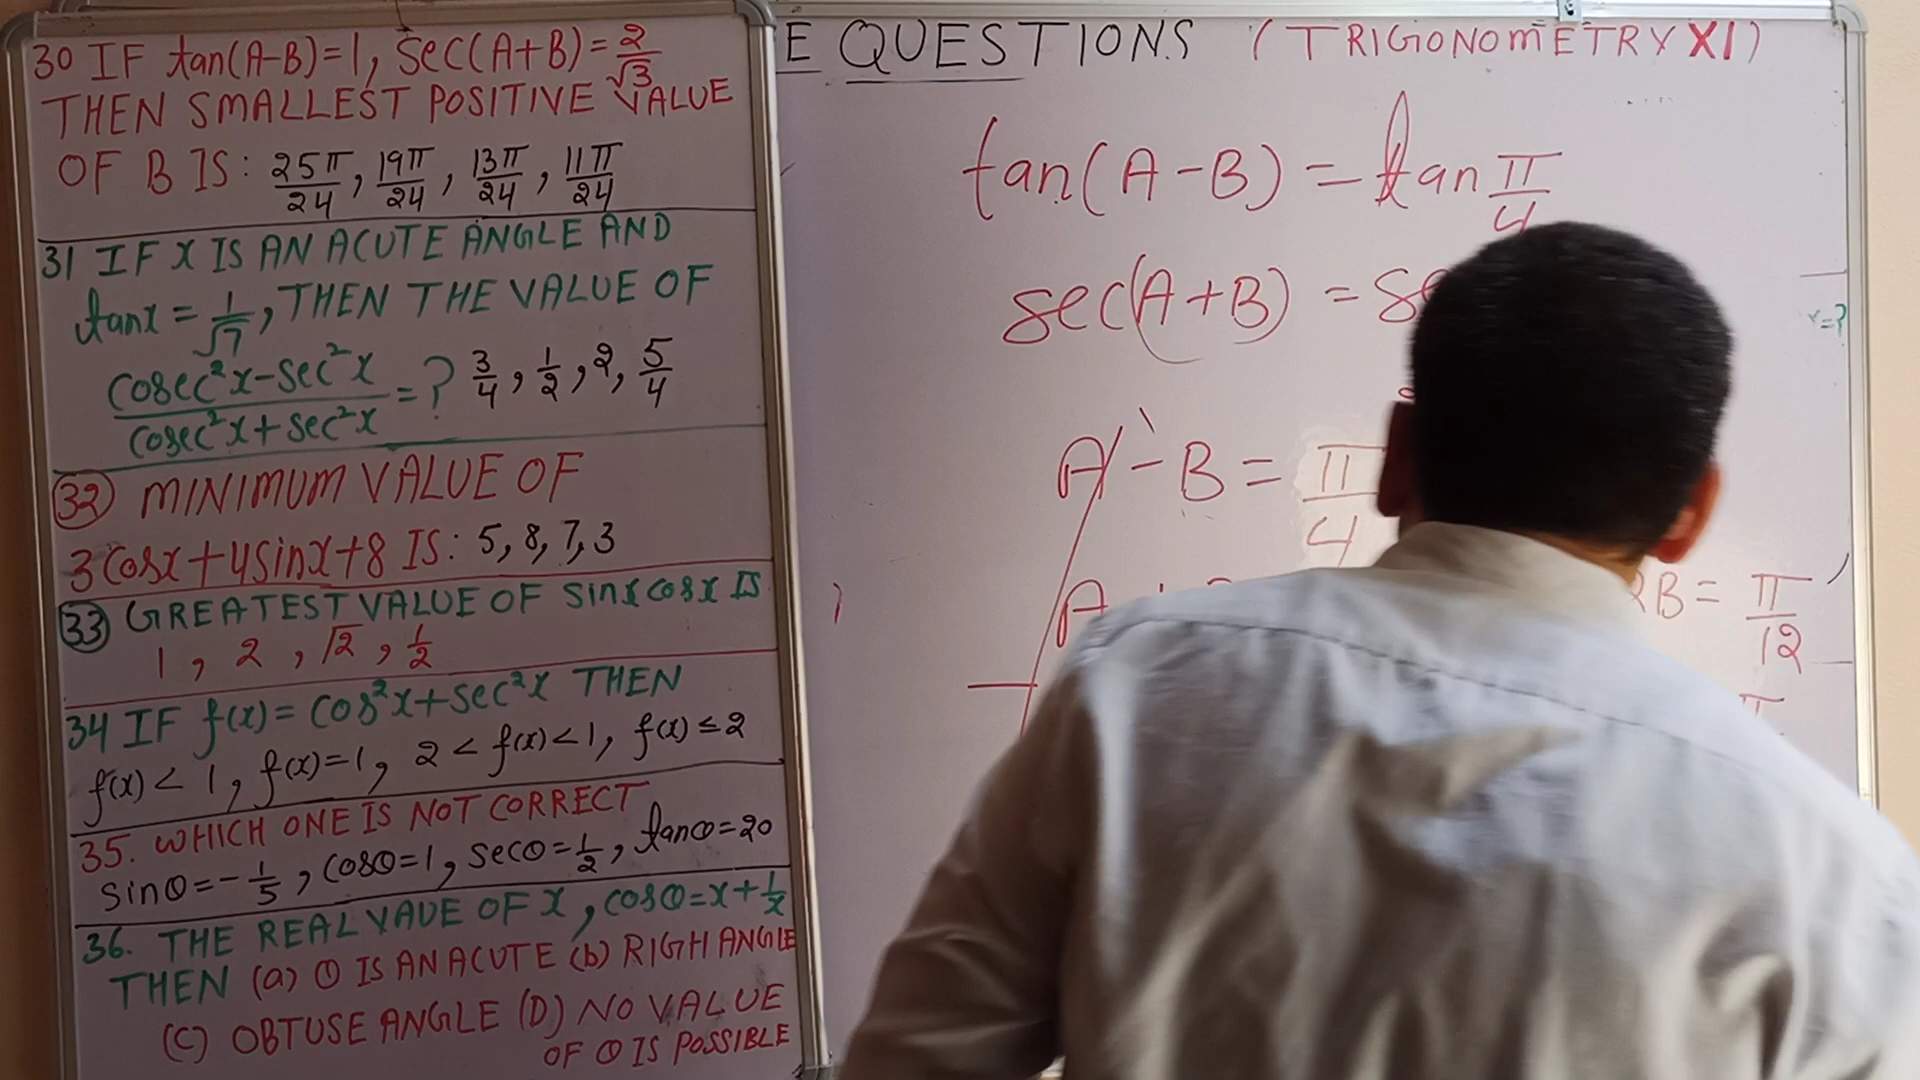 30 IF tan(A-B)=1, sec(A+B)=2/√3
THEN SMALLEST POSITIVE VALUE
OF B IS: 25π/24, 19π/24, 13π/24, 11π/24
31 IF X IS AN ACUTE ANGLE AND
tanx = 1/√7, THEN THE VALUE OF
(cosec²x-sec²x)/(cosec²x+sec²x) = ? 3/4, 1/2, 2, 5/4
32 MINIMUM VALUE OF
3cosx+4sinx+8 IS: 5, 8, 7, 3
33 GREATEST VALUE OF sinx cosx IS
1, 2, √2, 1/2
34 IF f(x)= cos²x+sec²x THEN
f(x) < 1, f(x)=1, 2 < f(x) < 1, f(x) ≤ 2
35. WHICH ONE IS NOT CORRECT
sinθ=-1/5, cosθ=1, secθ=1/2, tanθ=20
36. THE REAL VAUE OF X, cosθ=x+1/x
THEN (a) θ IS AN ACUTE (b) RIGH ANGLE
(C) OBTUSE ANGLE (D) NO VALUE
OF θ IS POSSIBLE
E QUESTIONS (TRIGONOMETRY XI)
tan(A-B) = tan π/4
sec(A+B) = se
A - B = π/4
A +
B = π/12
x=?